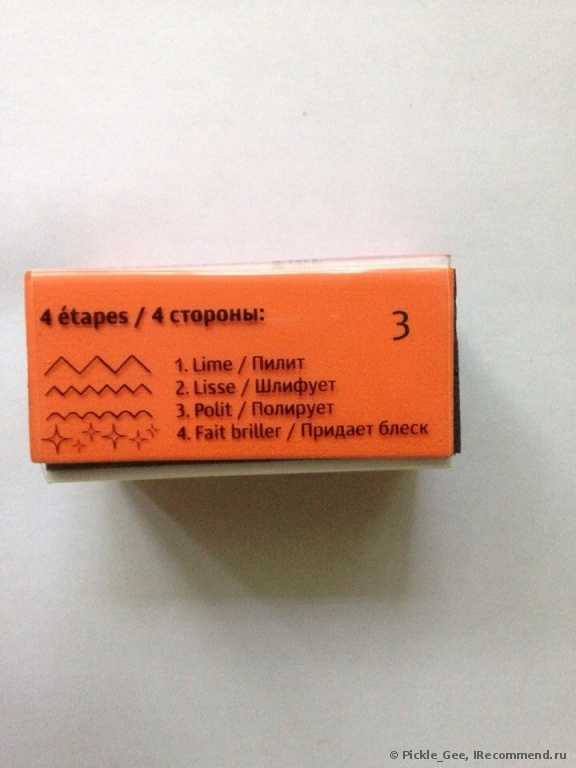 4 étapes / 4 стороны:
3
1. Lime / Пилит
2. Lisse / Шлифует
3. Polit / Полирует
4. Fait briller / Придает блеск
© Pickle_Gee, IRecommend.ru